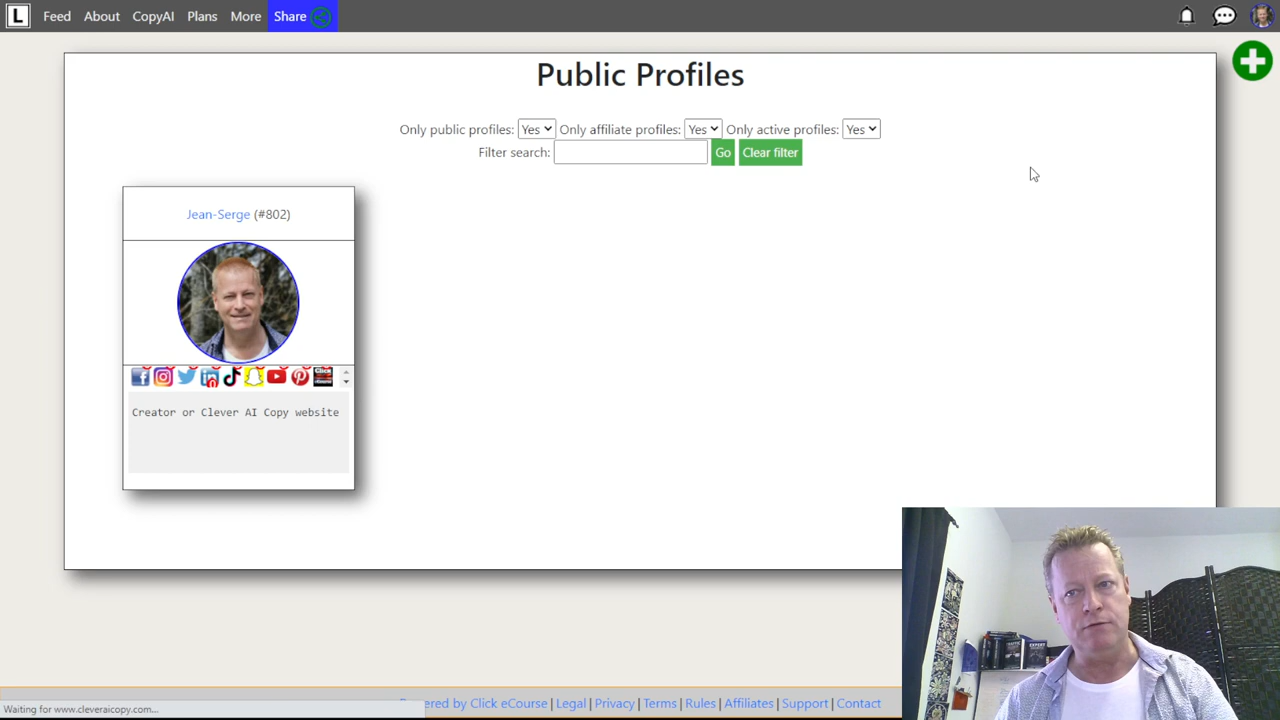 L Feed About CopyAI Plans More Share
Public Profiles
Only public profiles: Yes Only affiliate profiles: Yes Only active profiles: Yes
Filter search: Go Clear filter
Jean-Serge (#802)
Creator or Clever AI Copy website
Powered by Click eCourse | Legal | Privacy | Terms | Rules | Affiliates | Support | Contact
Waiting for www.cleveraicopy.com...